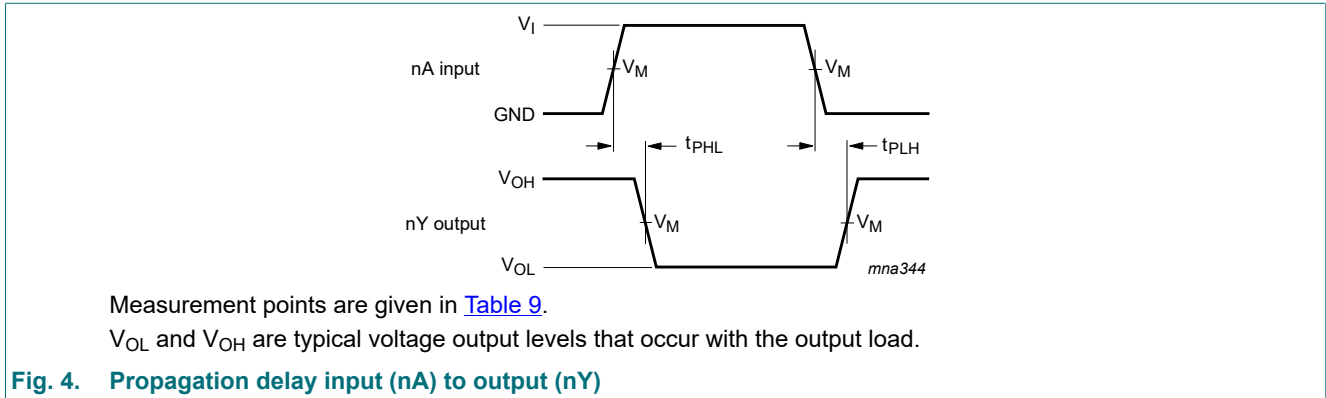 V_I
nA input
V_M V_M
GND
t_PHL t_PLH
V_OH
nY output
V_M V_M
V_OL
mna344
Measurement points are given in Table 9.
V_OL and V_OH are typical voltage output levels that occur with the output load.
Fig. 4. Propagation delay input (nA) to output (nY)